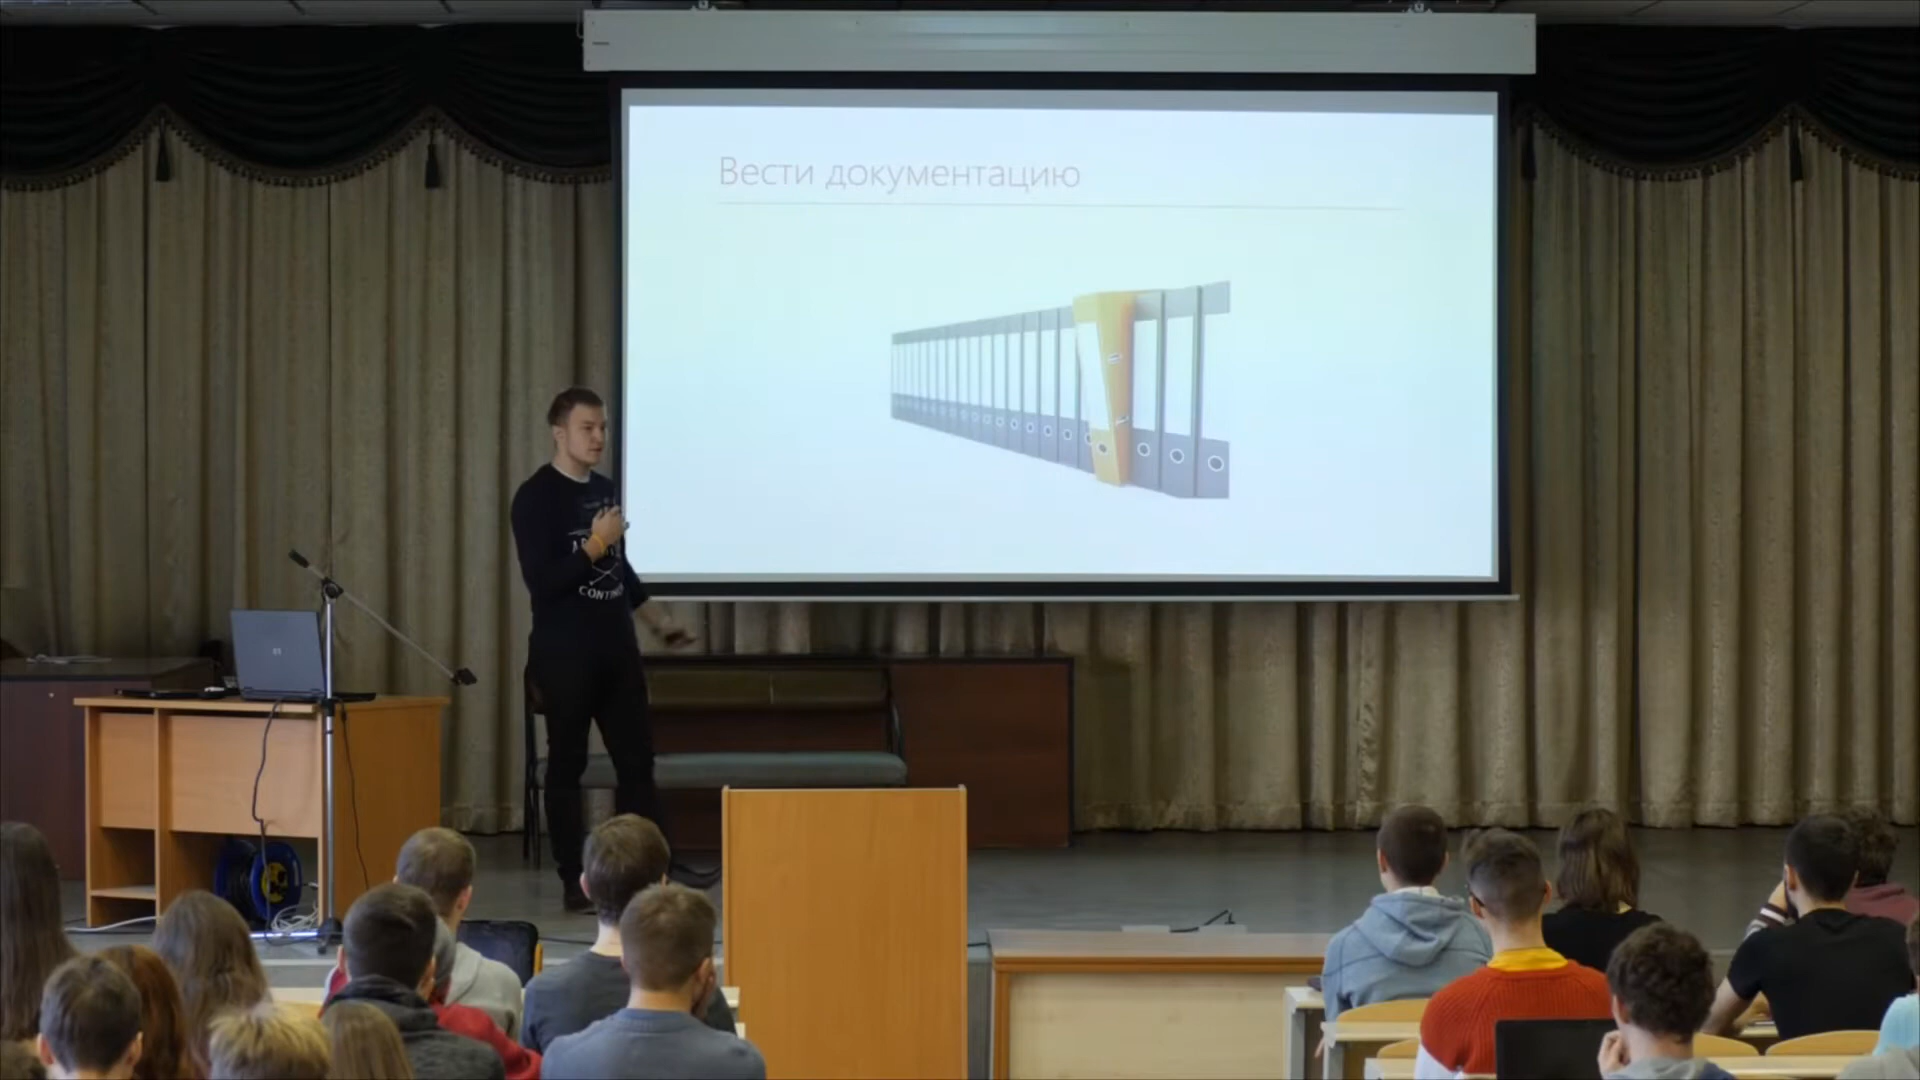 Вести документацию